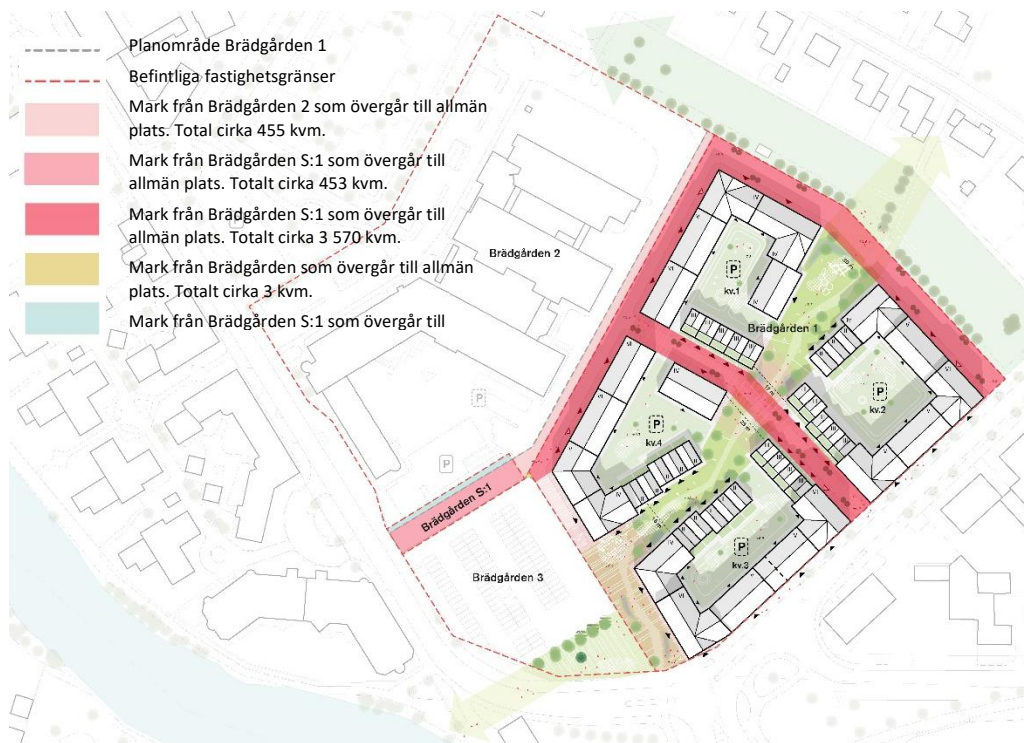 Planområde Brädgården 1
Befintliga fastighetsgränser
Mark från Brädgården 2 som övergår till allmän
plats. Total cirka 455 kvm.
Mark från Brädgården S:1 som övergår till
allmän plats. Totalt cirka 453 kvm.
Mark från Brädgården S:1 som övergår till
allmän plats. Totalt cirka 3 570 kvm.
Mark från Brädgården som övergår till allmän
plats. Totalt cirka 3 kvm.
Mark från Brädgården S:1 som övergår till
Brädgården 2
P
kv.1
Brädgården 1
P
kv.2
P
kv.4
P
P
Brädgården S:1
P
kv.3
Brädgården 3